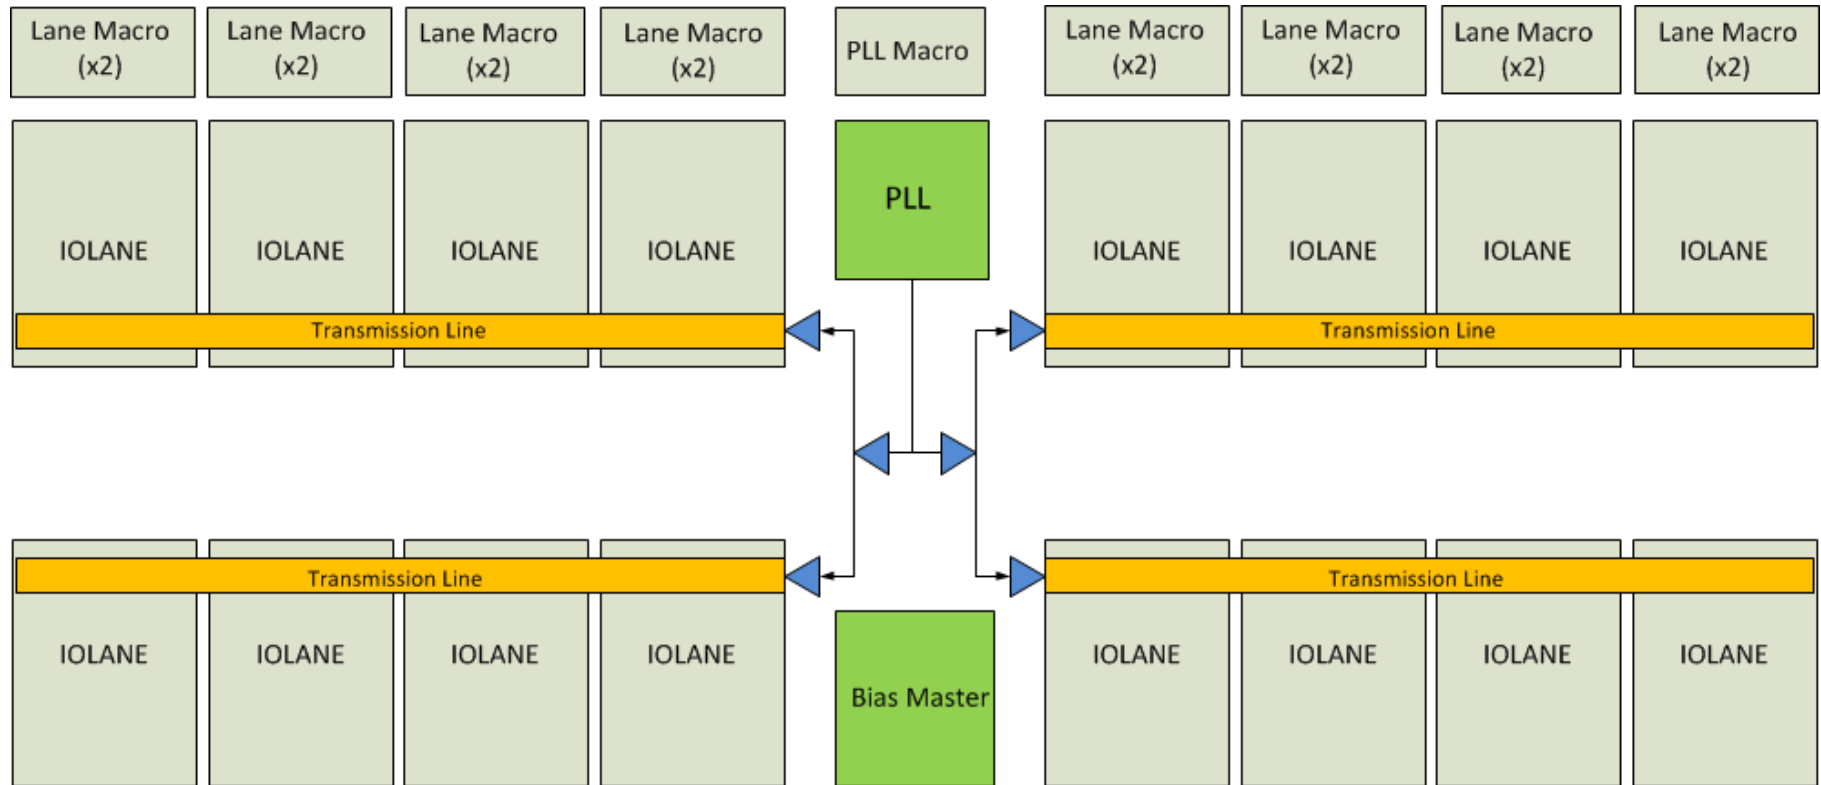 Lane Macro
(x2)
Lane Macro
(x2)
Lane Macro
(x2)
Lane Macro
(x2)
PLL Macro
Lane Macro
(x2)
Lane Macro
(x2)
Lane Macro
(x2)
Lane Macro
(x2)
PLL
IOLANE
IOLANE
IOLANE
IOLANE
IOLANE
IOLANE
IOLANE
IOLANE
Transmission Line
Transmission Line
Transmission Line
Transmission Line
IOLANE
IOLANE
IOLANE
IOLANE
Bias Master
IOLANE
IOLANE
IOLANE
IOLANE